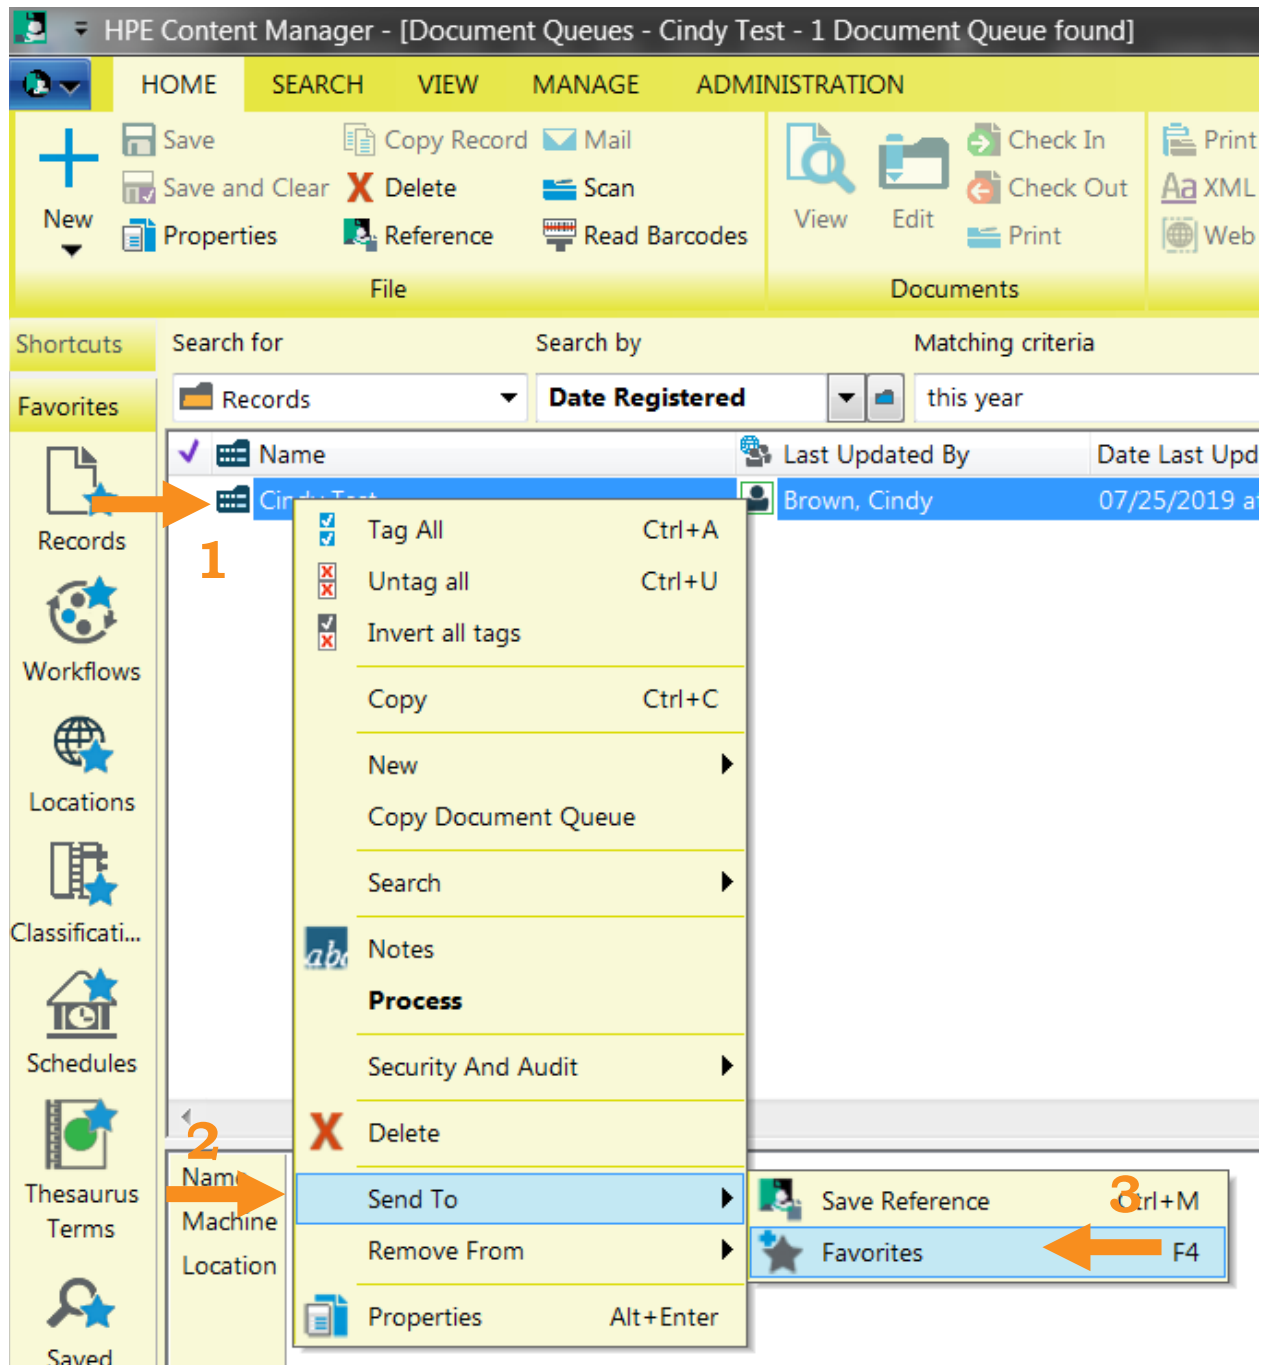 HPE Content Manager - [Document Queues - Cindy Test - 1 Document Queue found]
HOME SEARCH VIEW MANAGE ADMINISTRATION
Save Copy Record Mail Check In Print
Save and Clear Delete Scan Check Out Aa XML
New Properties Reference Read Barcodes View Edit Print Web
File Documents
Shortcuts Search for Search by Matching criteria
Favorites Records Date Registered this year
Name Last Updated By Date Last Upd
Cindy Test Brown, Cindy 07/25/2019 a
1
Records
Workflows
Locations
Classificati...
Schedules
Thesaurus
Terms
Saved
Tag All Ctrl+A
Untag all Ctrl+U
Invert all tags
Copy Ctrl+C
New
Copy Document Queue
Search
abc Notes
Process
Security And Audit
Delete
2
Send To
Remove From
Properties Alt+Enter
Name
Machine
Location
Save Reference Ctrl+M
3
Favorites F4